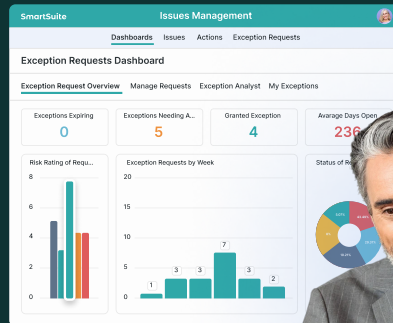 SmartSuite
Issues Management
Dashboards Issues Actions Exception Requests
Exception Requests Dashboard
Exception Request Overview Manage Requests Exception Analyst My Exceptions
Exceptions Expiring
0
Exceptions Needing A...
5
Granted Exception
4
Avarage Days Open
236
Risk Rating of Requ...
8
6
4
2
0
Exception Requests by Week
20
15
10
5
0
1
3
3
7
3
2
Status of Re